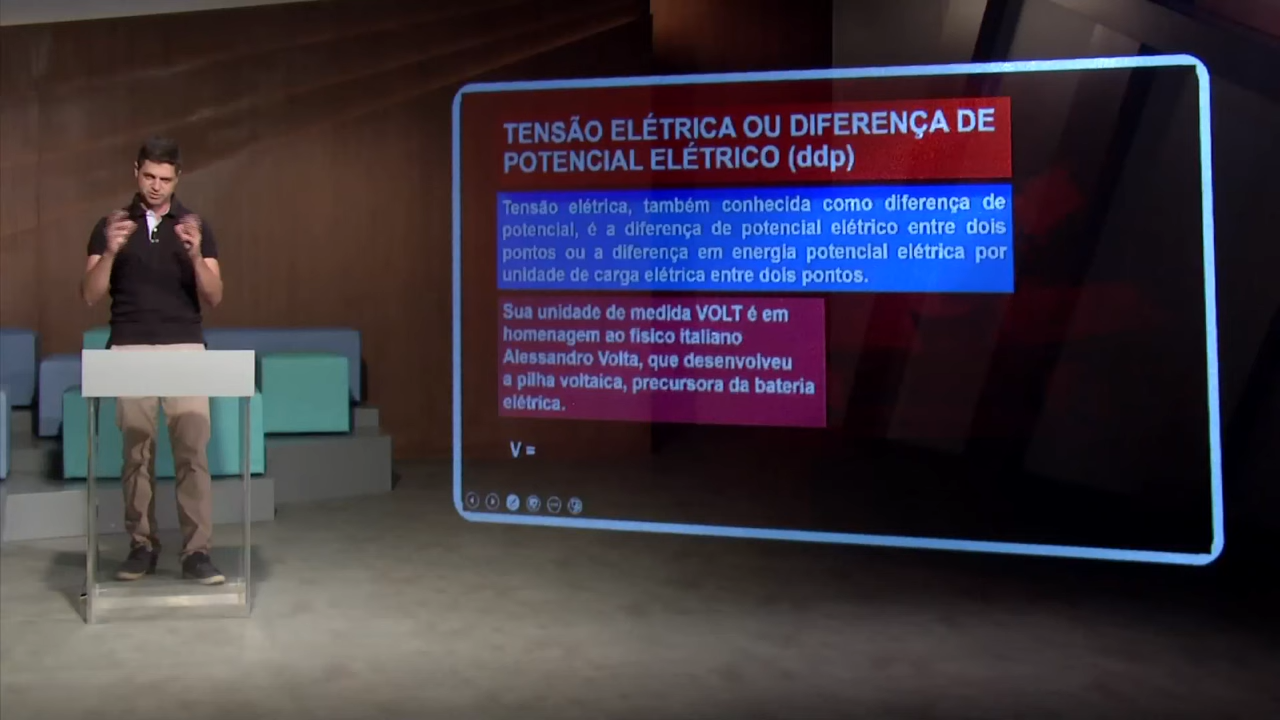 TENSÃO ELÉTRICA OU DIFERENÇA DE
POTENCIAL ELÉTRICO (ddp)
Tensão elétrica, também conhecida como diferença de
potencial, é a diferença de potencial elétrico entre dois
pontos ou a diferença em energia potencial elétrica por
unidade de carga elétrica entre dois pontos.
Sua unidade de medida VOLT é em
homenagem ao físico italiano
Alessandro Volta, que desenvolveu
a pilha voltaica, precursora da bateria
elétrica.
V =